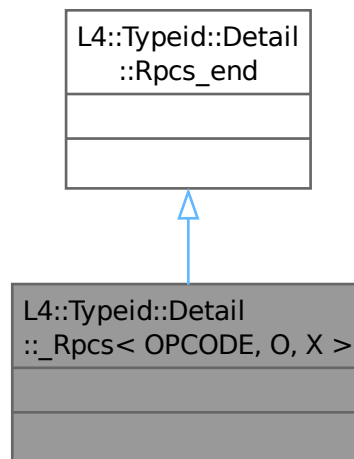 L4::Typeid::Detail
::Rpcs_end
L4::Typeid::Detail
::_Rpcs< OPCODE, O, X >